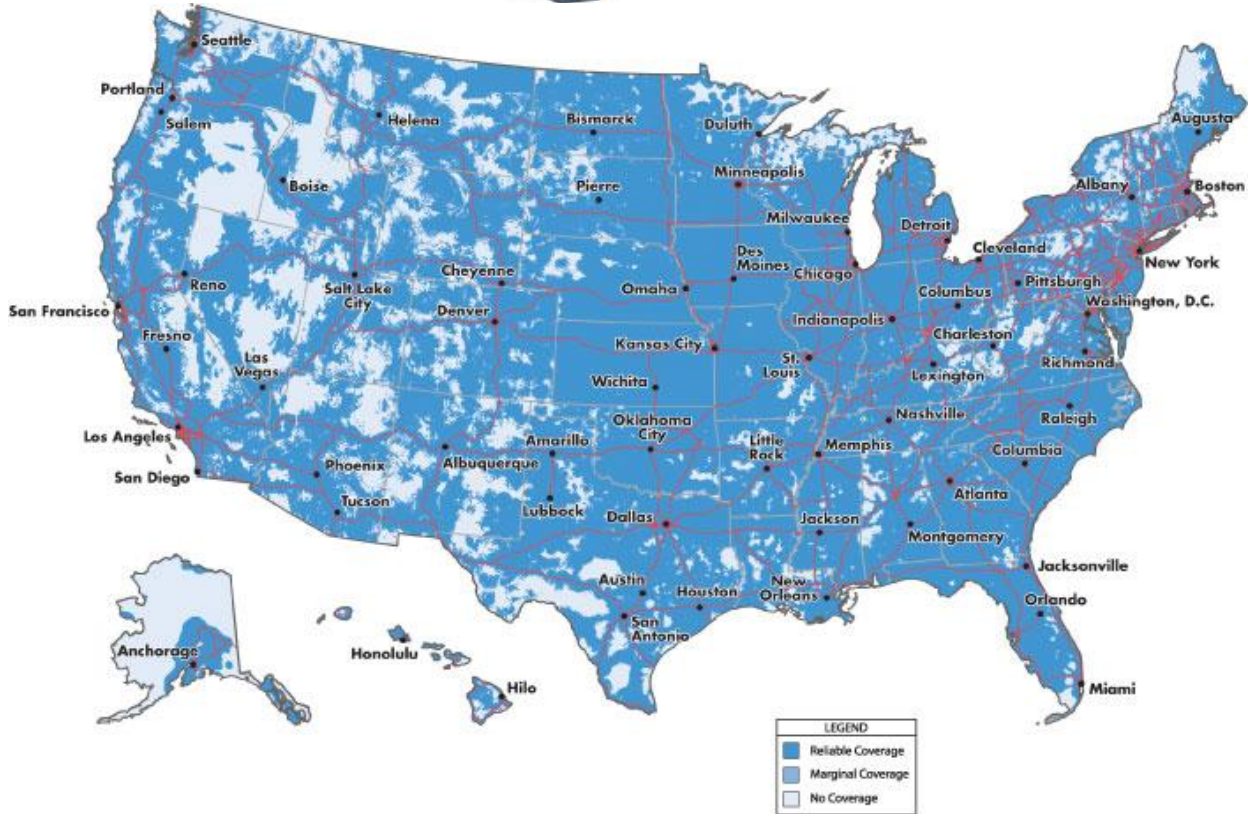 Seattle
Portland
Salem
Helena
Bismarck
Duluth
Augusta
Boise
Pierre
Minneapolis
Albany
Boston
Milwaukee
Detroit
Cleveland
New York
Reno
Salt Lake
City
Cheyenne
Omaha
Des
Moines
Chicago
Columbus
Pittsburgh
Washington, D.C.
San Francisco
Fresno
Denver
Kansas City
St.
Louis
Indianapolis
Charleston
Lexington
Richmond
Las
Vegas
Wichita
Nashville
Raleigh
Los Angeles
San Diego
Phoenix
Tucson
Albuquerque
Amarillo
Lubbock
Oklahoma
City
Little
Rock
Memphis
Columbia
Atlanta
Dallas
Jackson
Montgomery
Austin
San
Antonio
Houston
New
Orleans
Jacksonville
Orlando
Miami
Anchorage
Honolulu
Hilo
LEGEND
Reliable Coverage
Marginal Coverage
No Coverage